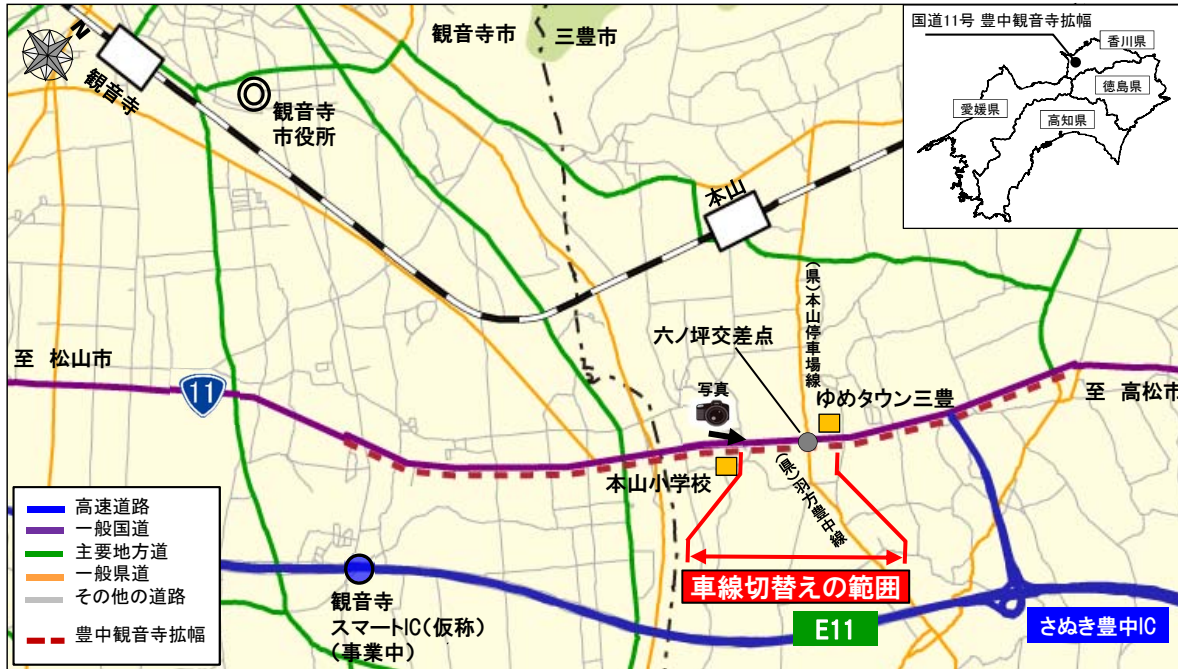 N
観音寺
観音寺
市役所
観音寺市
三豊市
国道11号 豊中観音寺拡幅
香川県
徳島県
愛媛県
高知県
本山
(県)本山停車場線
六ノ坪交差点
至 松山市
11
写真
ゆめタウン三豊
至 高松市
本山小学校
(県)羽方豊中線
高速道路
一般国道
主要地方道
一般県道
その他の道路
豊中観音寺拡幅
車線切替えの範囲
観音寺
スマートIC(仮称)
(事業中)
E11
さぬき豊中IC